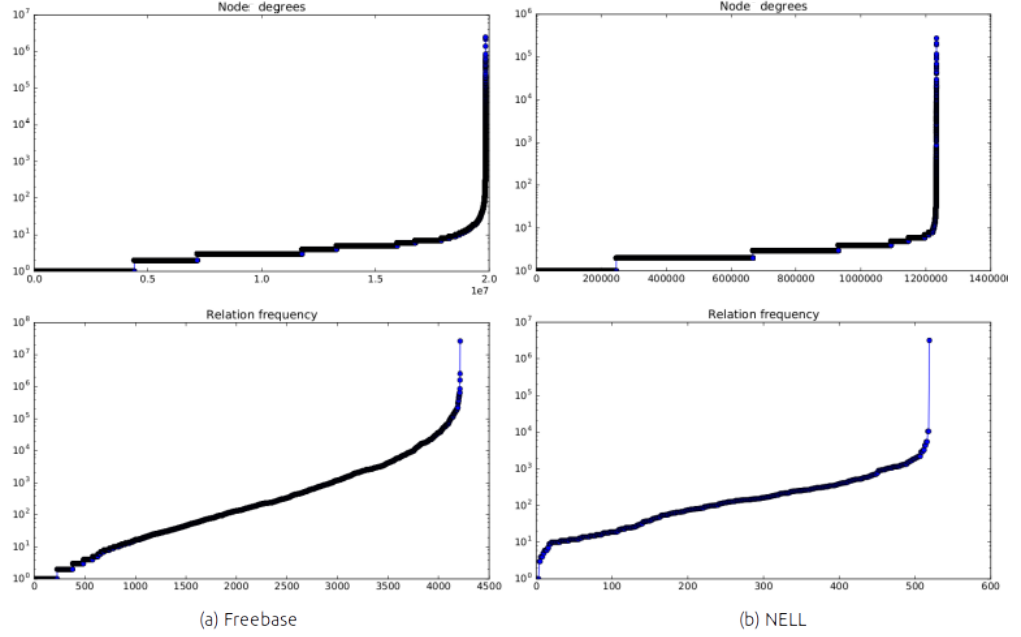 Node degrees
10^7
10^6
10^5
10^4
10^3
10^2
10^1
10^0
0.0 0.5 1.0 1.5 2.0
1e7
Node degrees
10^6
10^5
10^4
10^3
10^2
10^1
10^0
0 200000 400000 600000 800000 1000000 1200000 1400000
Relation frequency
10^8
10^7
10^6
10^5
10^4
10^3
10^2
10^1
10^0
0 500 1000 1500 2000 2500 3000 3500 4000 4500
(a) Freebase
Relation frequency
10^7
10^6
10^5
10^4
10^3
10^2
10^1
10^0
0 100 200 300 400 500 600
(b) NELL